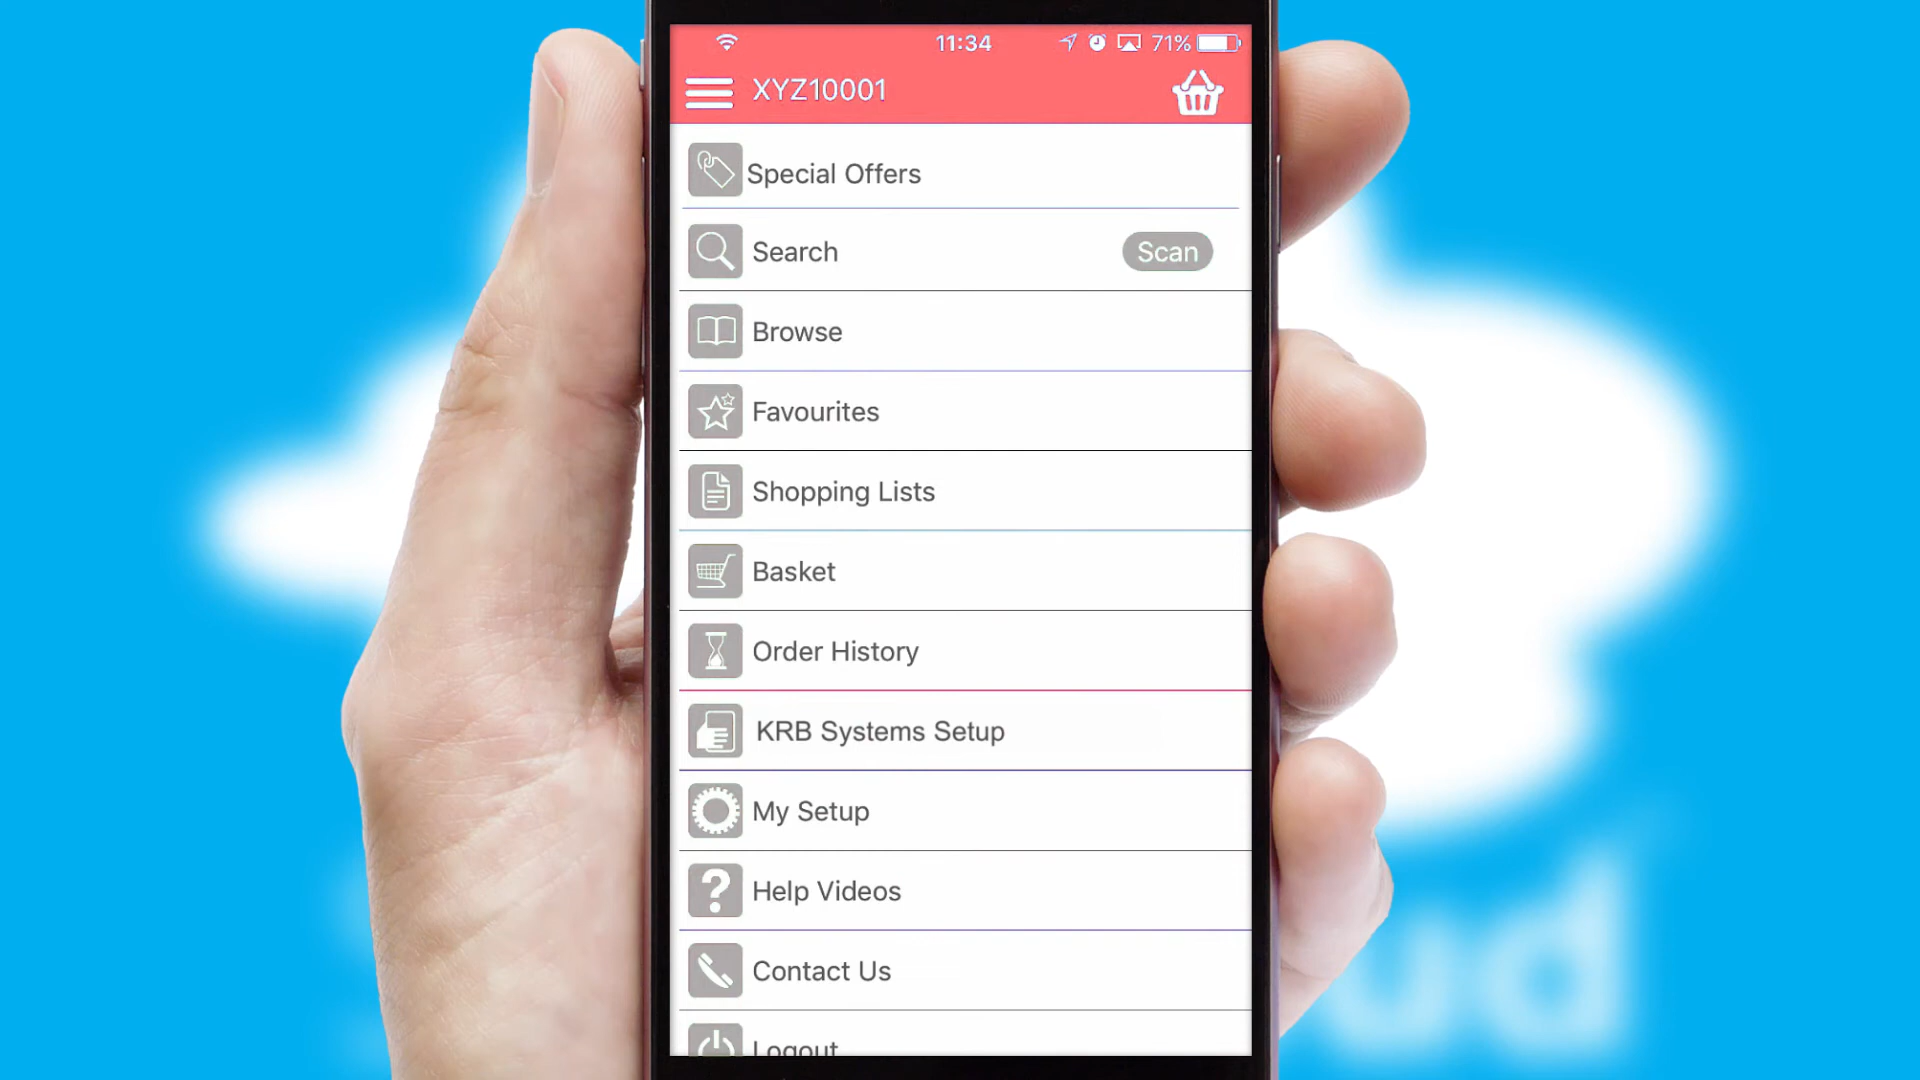 11:34 71%
XYZ10001
Special Offers
Search Scan
Browse
Favourites
Shopping Lists
Basket
Order History
KRB Systems Setup
My Setup
Help Videos
Contact Us
Logout
ud